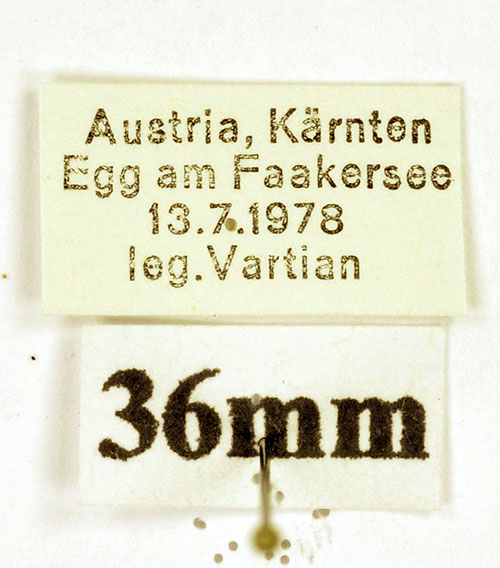 Austria, Kärnten
Egg am Faakersee
13.7.1978
leg. Vartian
36mm